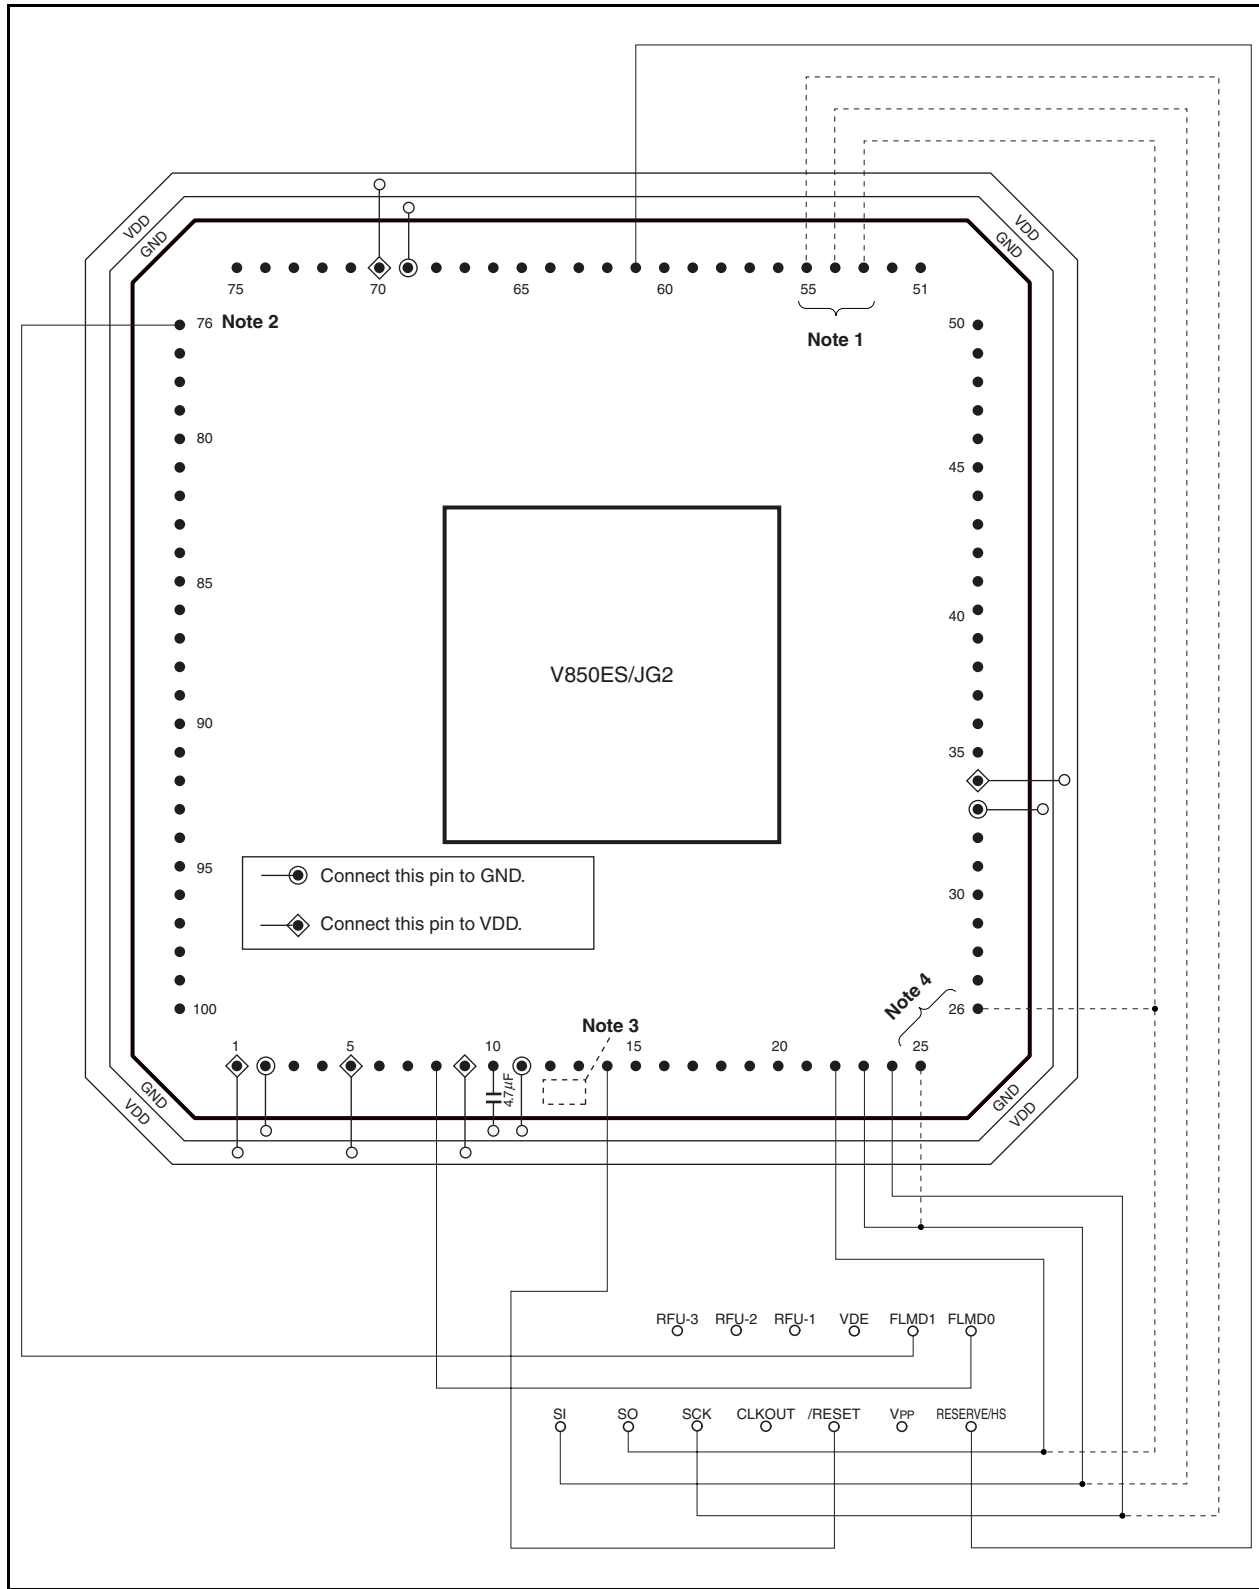 VDD
GND
VDD
GND
75
70
65
60
55
51
76
Note 2
Note 1
50
80
45
85
40
V850ES/JG2
90
35
95
Connect this pin to GND.
30
Connect this pin to VDD.
Note 4
100
26
Note 3
1
5
10
15
20
25
4.7μF
GND
VDD
GND
VDD
RFU-3
RFU-2
RFU-1
VDE
FLMD1
FLMD0
SI
SO
SCK
CLKOUT
/RESET
VPP
RESERVE/HS